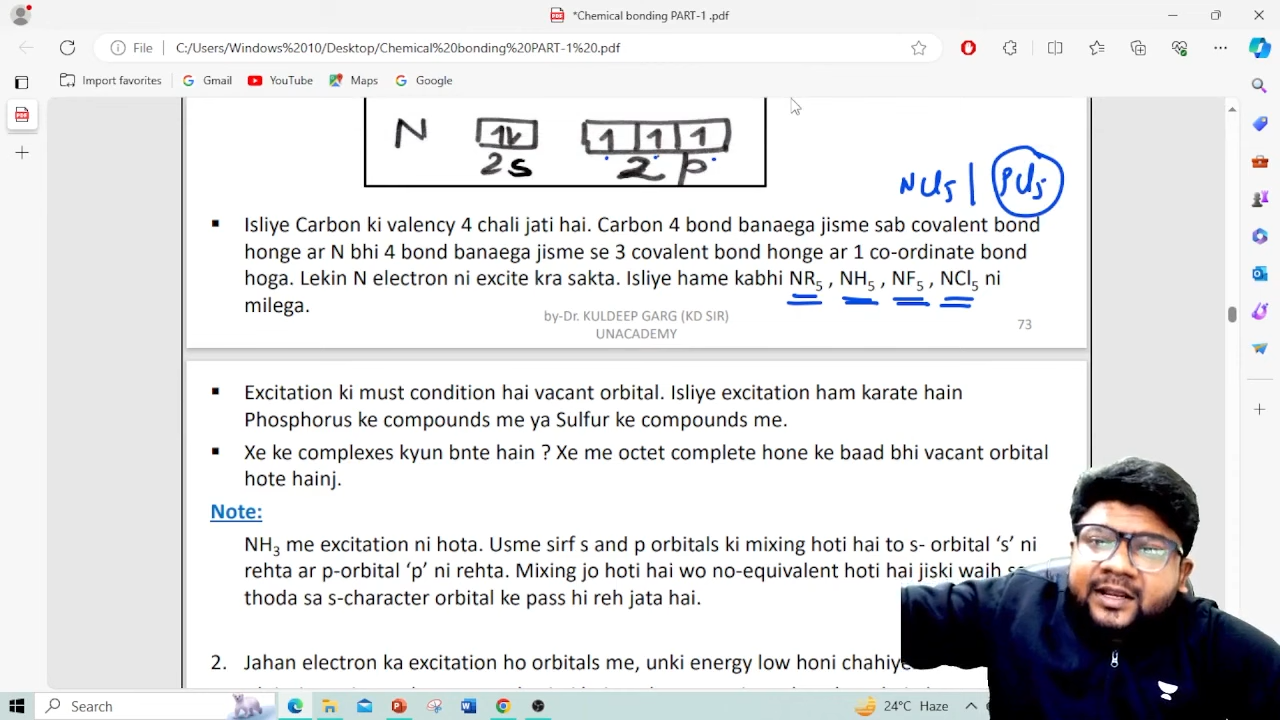 *Chemical bonding PART-1 .pdf
File
C:/Users/Windows%2010/Desktop/Chemical%20bonding%20PART-1%20.pdf
Import favorites
Gmail
YouTube
Maps
Google
N
1
1
1
2s
2p
NCl5 | PCl5
Isliye Carbon ki valency 4 chali jati hai. Carbon 4 bond banaega jisme sab covalent bond
honge ar N bhi 4 bond banaega jisme se 3 covalent bond honge ar 1 co-ordinate bond
hoga. Lekin N electron ni excite kra sakta. Isliye hame kabhi NR5 , NH5 , NF5 , NCl5 ni
milega.
by-Dr. KULDEEP GARG (KD SIR)
UNACADEMY
73
Excitation ki must condition hai vacant orbital. Isliye excitation ham karate hain
Phosphorus ke compounds me ya Sulfur ke compounds me.
Xe ke complexes kyun bnte hain ? Xe me octet complete hone ke baad bhi vacant orbital
hote hainj.
Note:
NH3 me excitation ni hota. Usme sirf s and p orbitals ki mixing hoti hai to s- orbital ‘s’ ni
rehta ar p-orbital ‘p’ ni rehta. Mixing jo hoti hai wo no-equivalent hoti hai jiski wajh
thoda sa s-character orbital ke pass hi reh jata hai.
2. Jahan electron ka excitation ho orbitals me, unki energy low honi chahiye
Search
24°C Haze